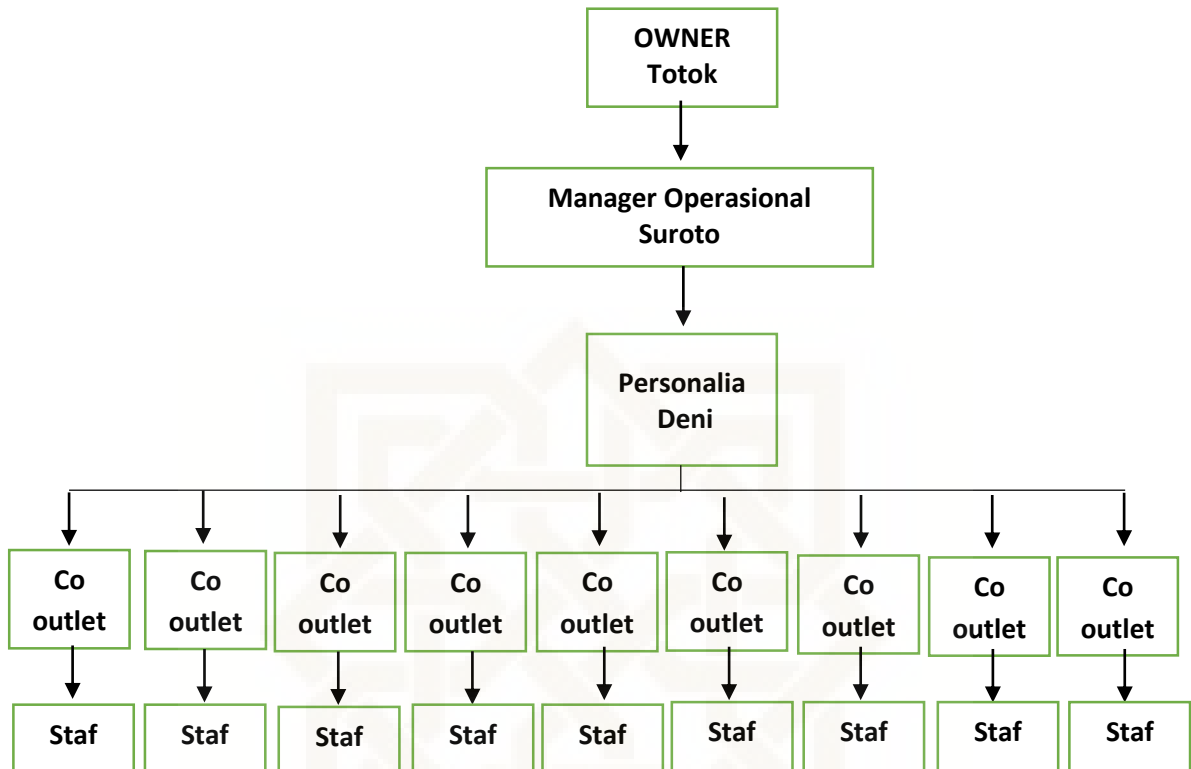 OWNER
Totok
Manager Operasional
Suroto
Personalia
Deni
Co
outlet
Co
outlet
Co
outlet
Co
outlet
Co
outlet
Co
outlet
Co
outlet
Co
outlet
Co
outlet
Staf
Staf
Staf
Staf
Staf
Staf
Staf
Staf
Staf